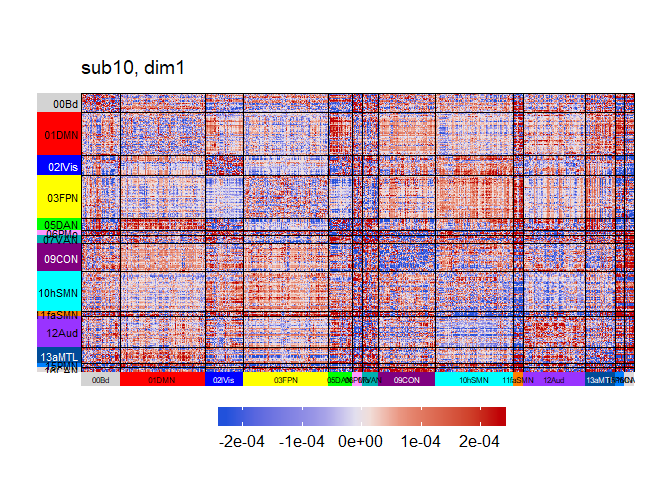 sub10, dim1
00Bd
01DMN
02lVis
03FPN
05DAN
09CON
10hSMN
11faSMN
12Aud
13aMTL
00Bd 01DMN 02lVis 03FPN 09CON 10hSMN 11faSMN 12Aud 13aMTL
-2e-04 -1e-04 0e+00 1e-04 2e-04